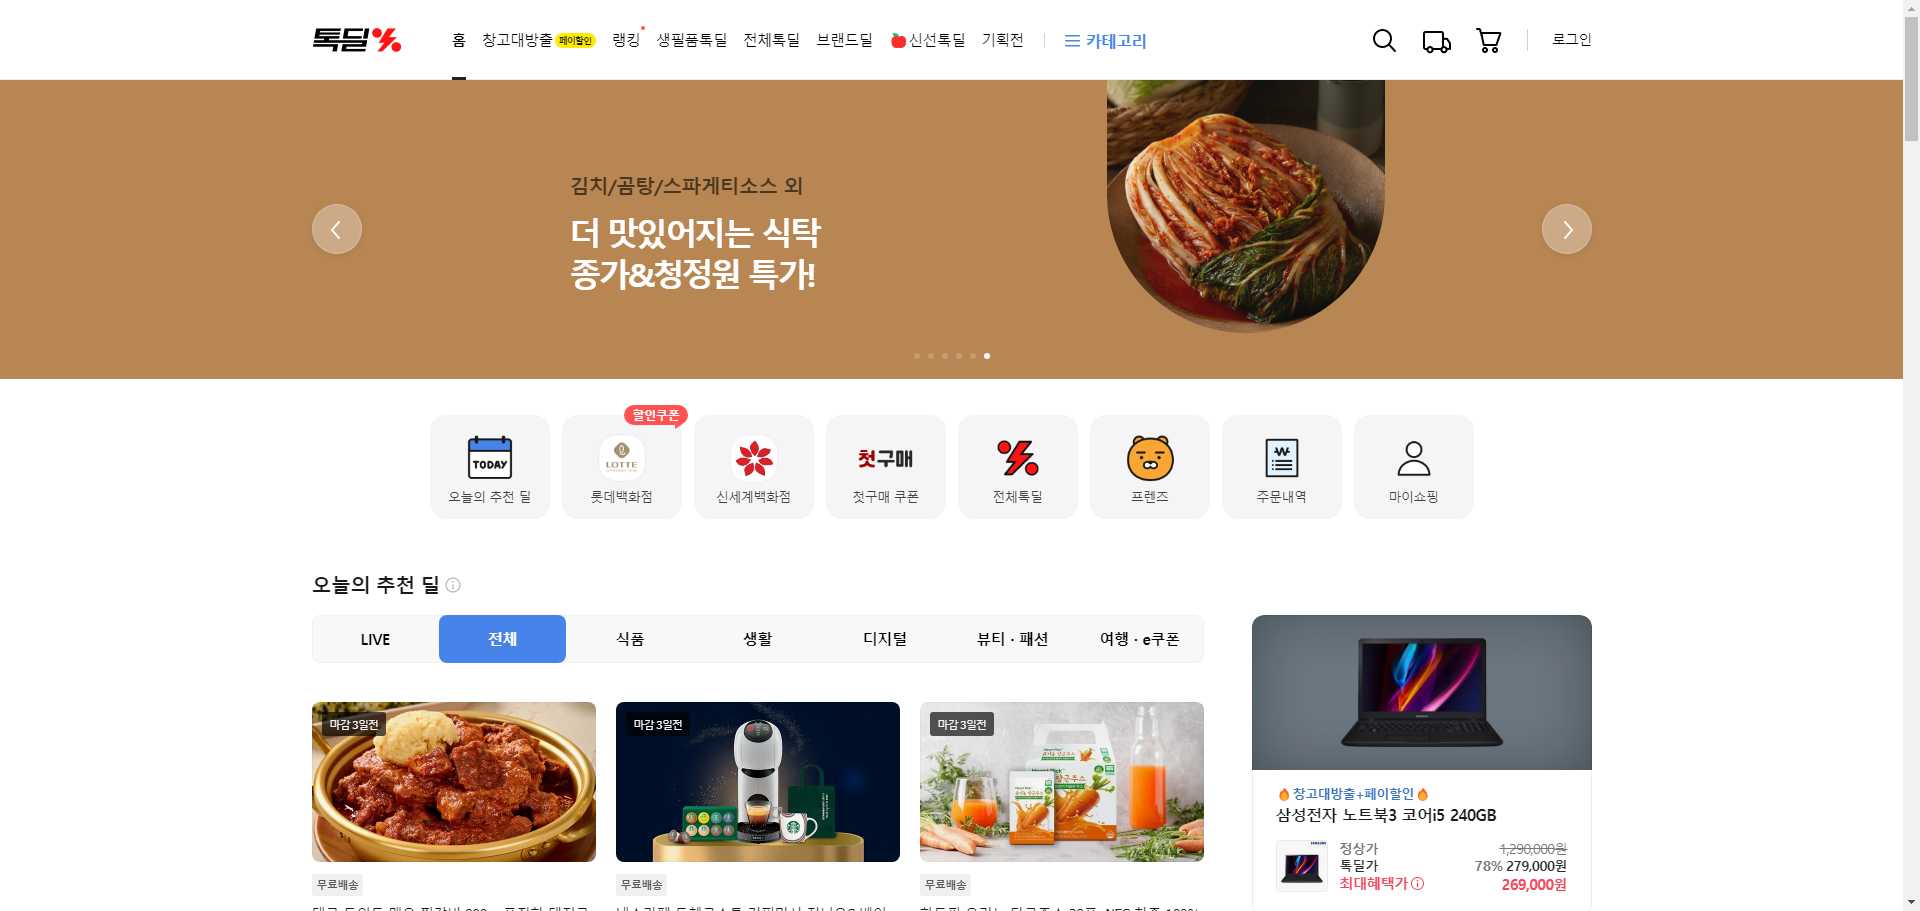 톡딜
홈 창고대방출 페이할인 랭킹 생필품톡딜 전체톡딜 브랜드딜 신선톡딜 기획전 카테고리 로그인
김치/곰탕/스파게티소스 외
더 맛있어지는 식탁
종가&청정원 특가!
할인쿠폰
TODAY LOTTE 첫구매
오늘의 추천 딜 롯데백화점 신세계백화점 첫구매 쿠폰 전체톡딜 프렌즈 주문내역 마이쇼핑
오늘의 추천 딜
LIVE 전체 식품 생활 디지털 뷰티 · 패션 여행 · e쿠폰
마감 3일전 마감 3일전 마감 3일전
창고대방출+페이할인
삼성전자 노트북3 코어i5 240GB
정상가 1,290,000원
톡딜가 78% 279,000원
최대혜택가 269,000원
무료배송 무료배송 무료배송